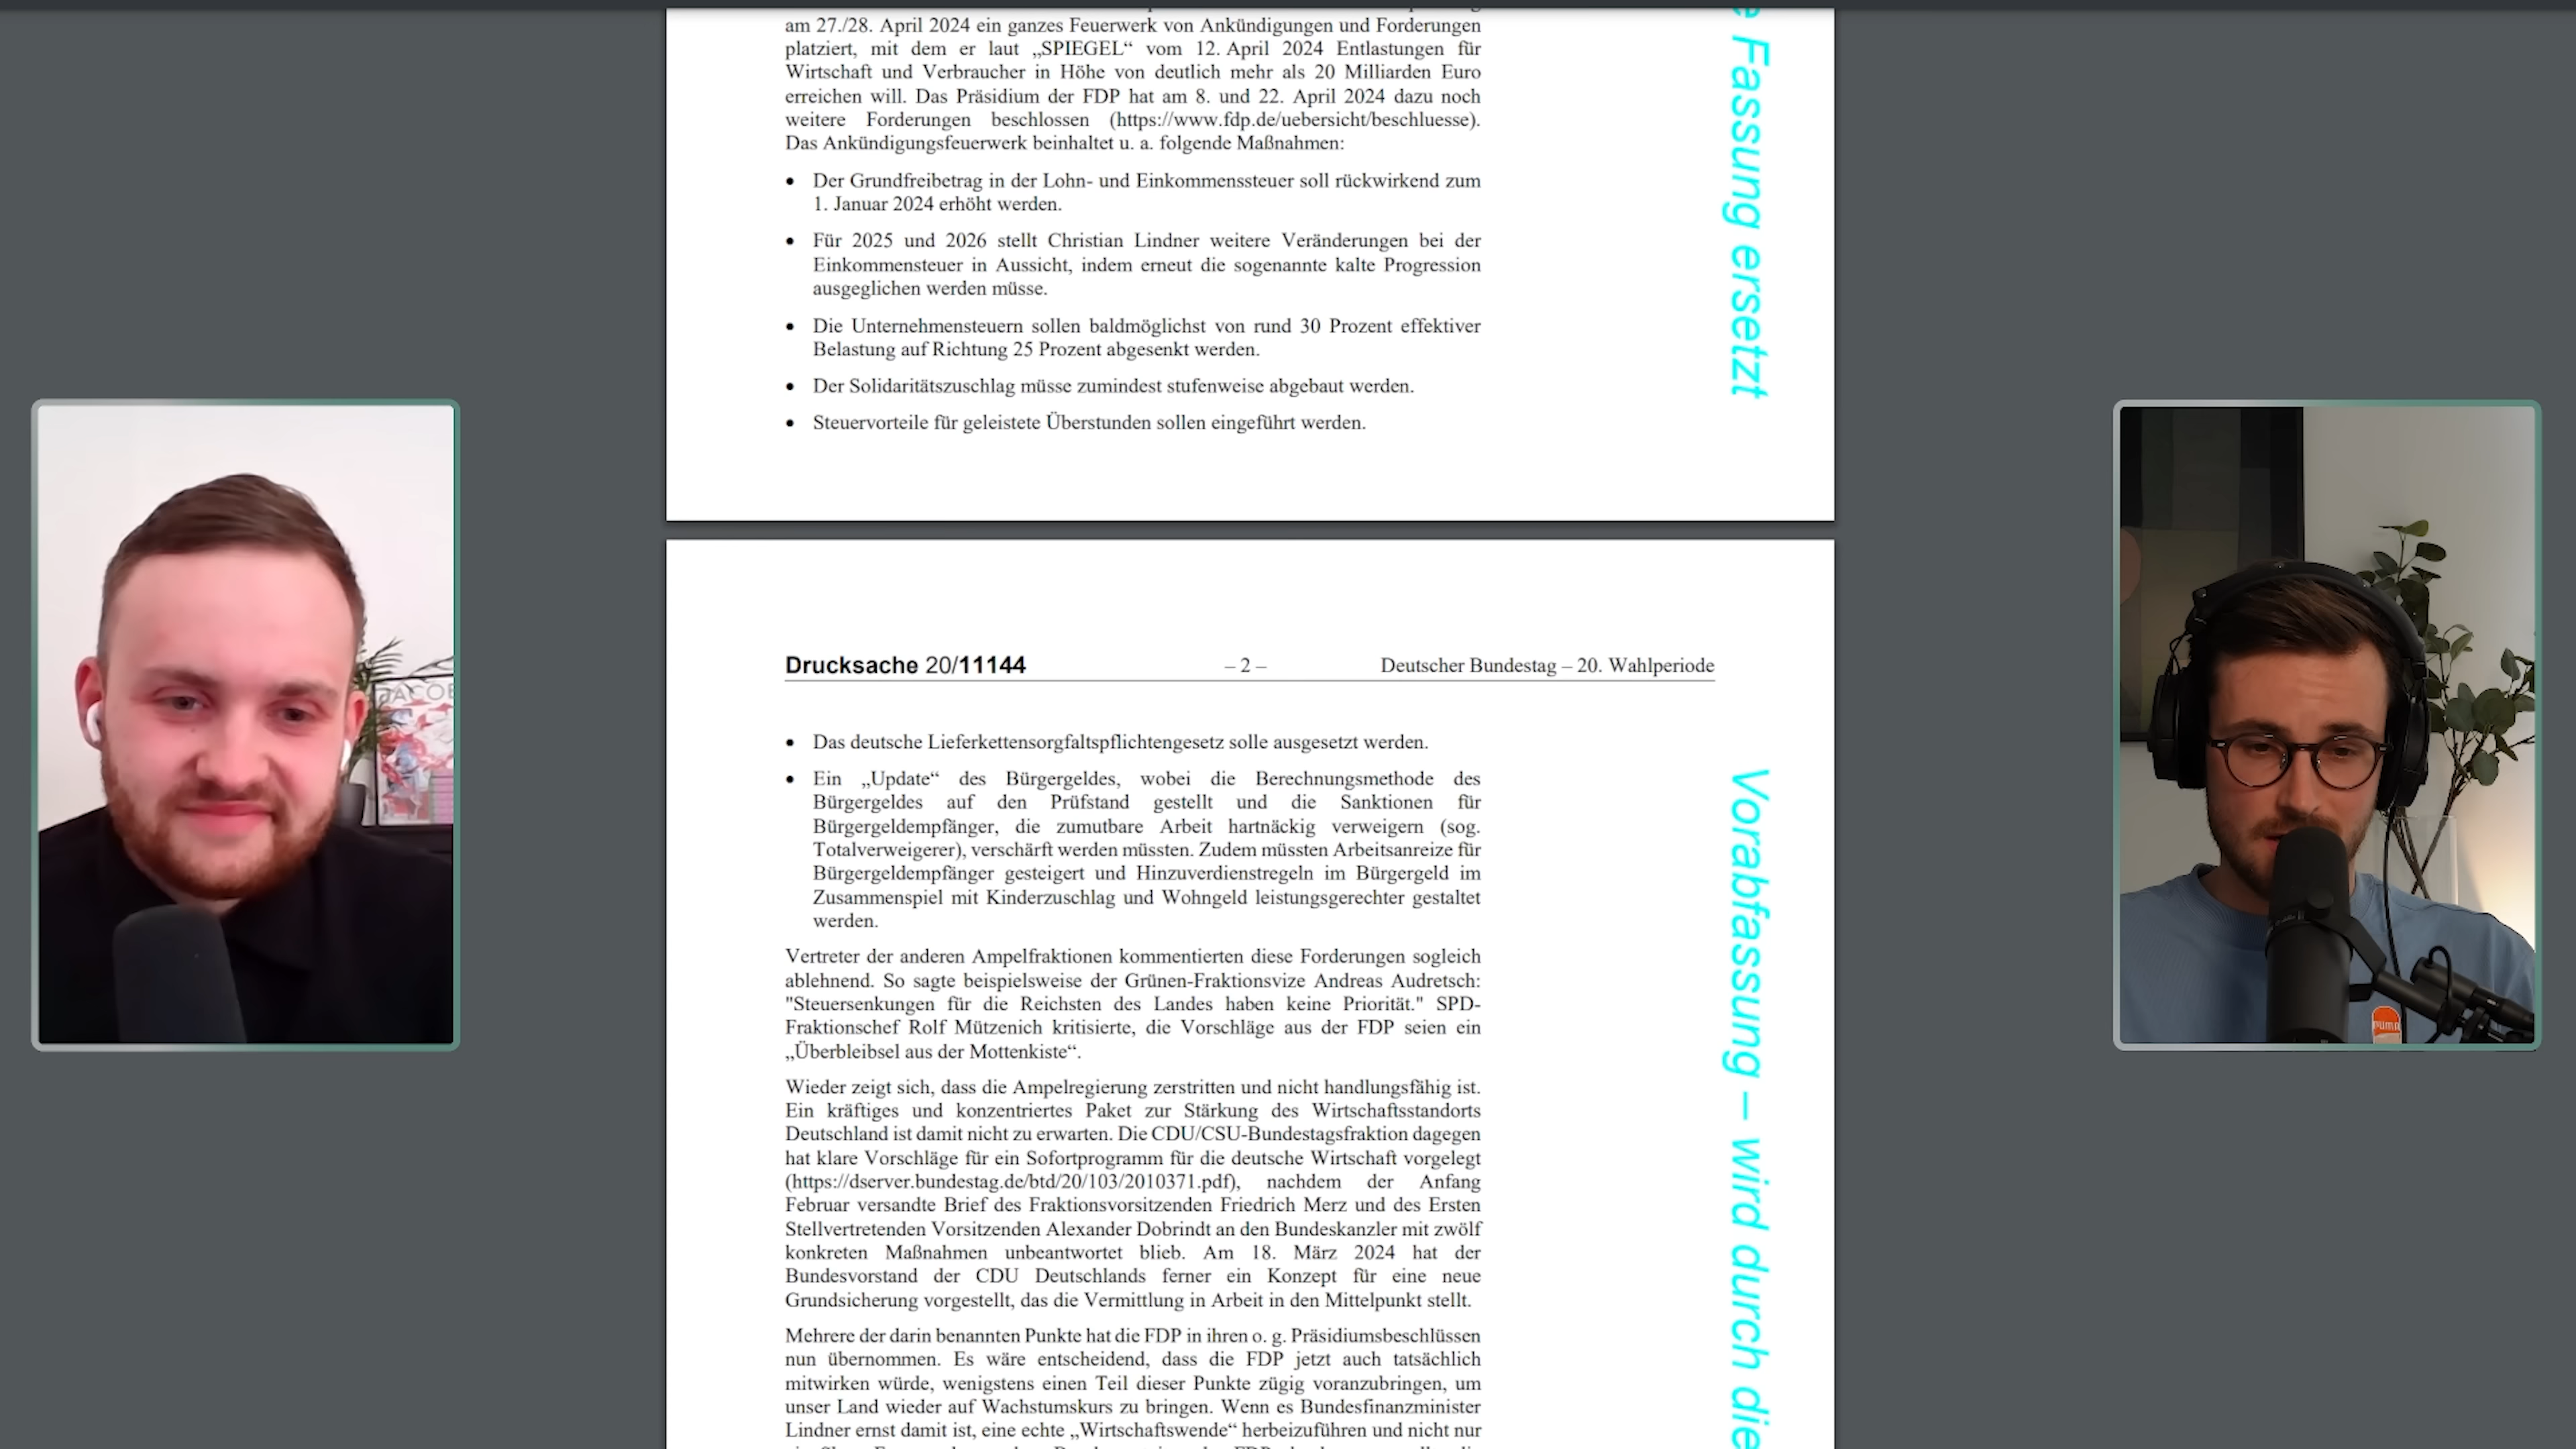 am 27./28. April 2024 ein ganzes Feuerwerk von Ankündigungen und Forderungen
platziert, mit dem er laut „SPIEGEL“ vom 12. April 2024 Entlastungen für
Wirtschaft und Verbraucher in Höhe von deutlich mehr als 20 Milliarden Euro
erreichen will. Das Präsidium der FDP hat am 8. und 22. April 2024 dazu noch
weitere Forderungen beschlossen (https://www.fdp.de/uebersicht/beschluesse).
Das Ankündigungsfeuerwerk beinhaltet u. a. folgende Maßnahmen:
• Der Grundfreibetrag in der Lohn- und Einkommenssteuer soll rückwirkend zum
1. Januar 2024 erhöht werden.
• Für 2025 und 2026 stellt Christian Lindner weitere Veränderungen bei der
Einkommensteuer in Aussicht, indem erneut die sogenannte kalte Progression
ausgeglichen werden müsse.
• Die Unternehmensteuern sollen baldmöglichst von rund 30 Prozent effektiver
Belastung auf Richtung 25 Prozent abgesenkt werden.
• Der Solidaritätszuschlag müsse zumindest stufenweise abgebaut werden.
• Steuervorteile für geleistete Überstunden sollen eingeführt werden.
e Fassung ersetzt
Drucksache 20/11144 – 2 – Deutscher Bundestag – 20. Wahlperiode
• Das deutsche Lieferkettensorgfaltspflichtengesetz solle ausgesetzt werden.
• Ein „Update“ des Bürgergeldes, wobei die Berechnungsmethode des
Bürgergeldes auf den Prüfstand gestellt und die Sanktionen für
Bürgergeldempfänger, die zumutbare Arbeit hartnäckig verweigern (sog.
Totalverweigerer), verschärft werden müssten. Zudem müssten Arbeitsanreize für
Bürgergeldempfänger gesteigert und Hinzuverdienstregeln im Bürgergeld im
Zusammenspiel mit Kinderzuschlag und Wohngeld leistungsgerechter gestaltet
werden.
Vertreter der anderen Ampelfraktionen kommentierten diese Forderungen sogleich
ablehnend. So sagte beispielsweise der Grünen-Fraktionsvize Andreas Audretsch:
"Steuersenkungen für die Reichsten des Landes haben keine Priorität." SPD-
Fraktionschef Rolf Mützenich kritisierte, die Vorschläge aus der FDP seien ein
„Überbleibsel aus der Mottenkiste“.
Wieder zeigt sich, dass die Ampelregierung zerstritten und nicht handlungsfähig ist.
Ein kräftiges und konzentriertes Paket zur Stärkung des Wirtschaftsstandorts
Deutschland ist damit nicht zu erwarten. Die CDU/CSU-Bundestagsfraktion dagegen
hat klare Vorschläge für ein Sofortprogramm für die deutsche Wirtschaft vorgelegt
(https://dserver.bundestag.de/btd/20/103/2010371.pdf), nachdem der Anfang
Februar versandte Brief des Fraktionsvorsitzenden Friedrich Merz und des Ersten
Stellvertretenden Vorsitzenden Alexander Dobrindt an den Bundeskanzler mit zwölf
konkreten Maßnahmen unbeantwortet blieb. Am 18. März 2024 hat der
Bundesvorstand der CDU Deutschlands ferner ein Konzept für eine neue
Grundsicherung vorgestellt, das die Vermittlung in Arbeit in den Mittelpunkt stellt.
Mehrere der darin benannten Punkte hat die FDP in ihren o. g. Präsidiumsbeschlüssen
nun übernommen. Es wäre entscheidend, dass die FDP jetzt auch tatsächlich
mitwirken würde, wenigstens einen Teil dieser Punkte zügig voranzubringen, um
unser Land wieder auf Wachstumskurs zu bringen. Wenn es Bundesfinanzminister
Lindner ernst damit ist, eine echte „Wirtschaftswende“ herbeizuführen und nicht nur
Vorabfassung – wird durch die
JACOB
PUMA